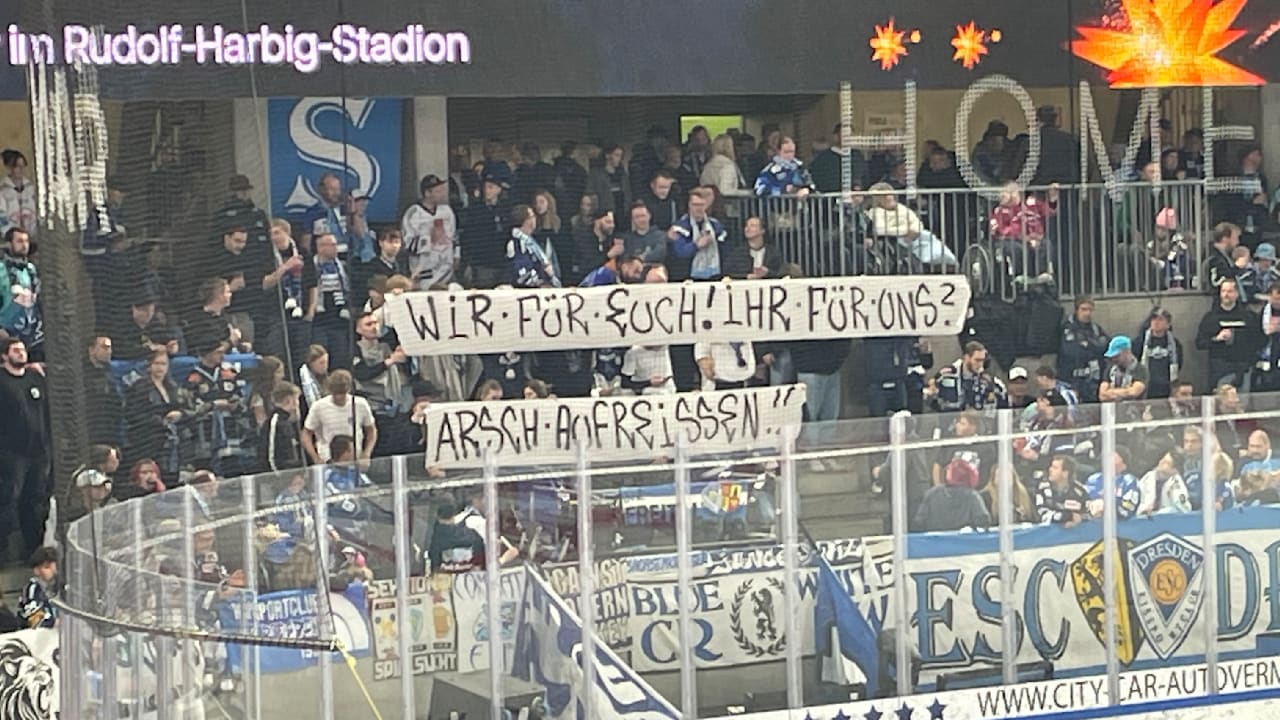 im Rudolf-Harbig-Stadion
S
HOME
WIR·FÜR·EUCH! IHR·FÜR·UNS?
ARSCH·AUFREISSEN!!
BLUE
CR
ESC
DRESDEN
ESC
WWW.CITY-CAR-AUTOVERM